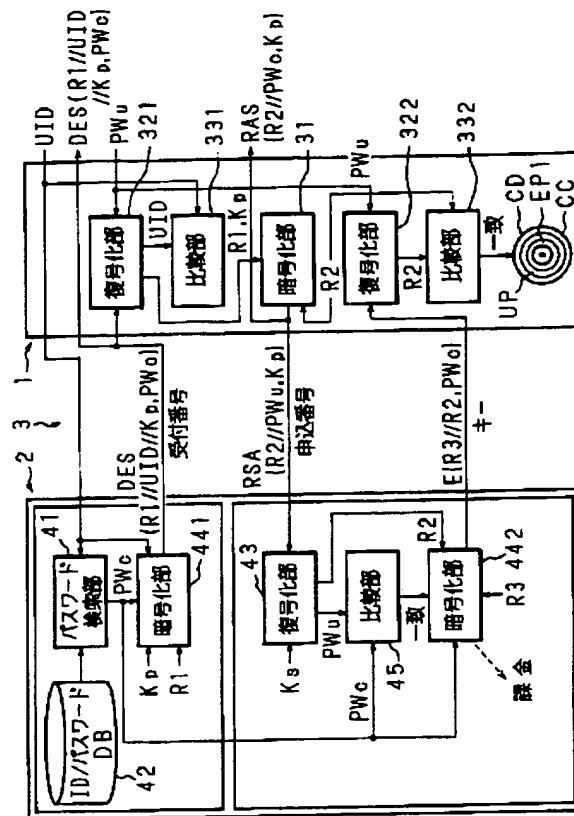 2
3
1
UID
41
パスワード
検索部
ID/パスワード
DB
42
PWc
Kp
R1
暗号化部
441
DES
(R1//UID//Kp,PWc)
受付番号
DES(R1//UID
//Kp,PWc)
PWu
321
復号化部
UID
比較部
331
R1,Kp
暗号化部
31
RAS
(R2//PWc,Kp)
RSA
(R2//PWu,Kp)
申込番号
43
復号化部
Ks
PWu
R2
PWc
比較部
45
一致
暗号化部
442
R3
課金
E(R3//R2,PWc)
キー
R2
PWu
復号化部
322
R2
比較部
332
一致
CD
EP1
CC
UP